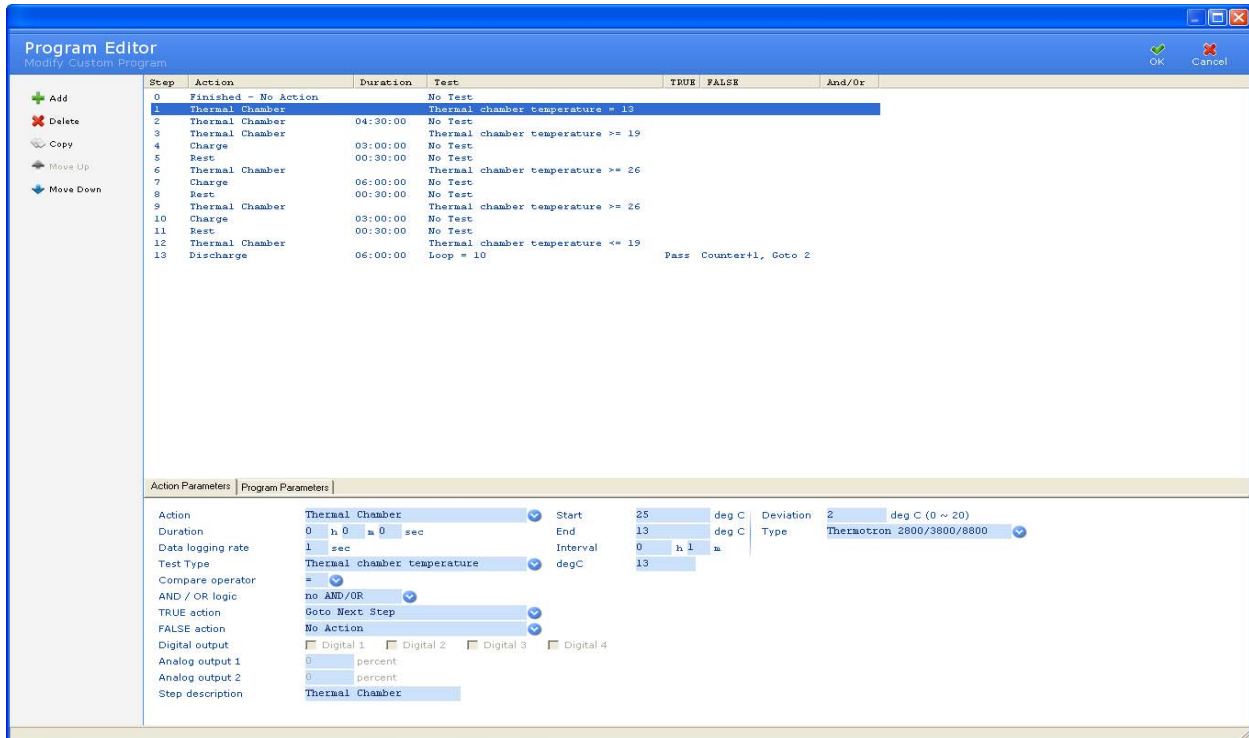 Program Editor
Modify Custom Program
OK Cancel
Add
Delete
Copy
Move Up
Move Down
Step Action Duration Test TRUE FALSE And/Or
0 Finished - No Action No Test
1 Thermal Chamber Thermal chamber temperature = 13
2 Thermal Chamber 04:30:00 No Test
3 Thermal Chamber Thermal chamber temperature >= 19
4 Charge 03:00:00 No Test
5 Rest 00:30:00 No Test
6 Thermal Chamber Thermal chamber temperature >= 26
7 Charge 06:00:00 No Test
8 Rest 00:30:00 No Test
9 Thermal Chamber Thermal chamber temperature >= 26
10 Charge 03:00:00 No Test
11 Rest 00:30:00 No Test
12 Thermal Chamber Thermal chamber temperature <= 19
13 Discharge 06:00:00 Loop = 10 Pass Counter+1, Goto 2
Action Parameters Program Parameters
Action Thermal Chamber Start 25 deg C Deviation 2 deg C (0 ~ 20)
Duration 0 h 0 m 0 sec End 13 deg C Type Thermotron 2800/3800/8800
Data logging rate 1 sec Interval 0 h 1 m
Test Type Thermal chamber temperature degC 13
Compare operator =
AND / OR logic no AND/OR
TRUE action Goto Next Step
FALSE action No Action
Digital output Digital 1 Digital 2 Digital 3 Digital 4
Analog output 1 0 percent
Analog output 2 0 percent
Step description Thermal Chamber